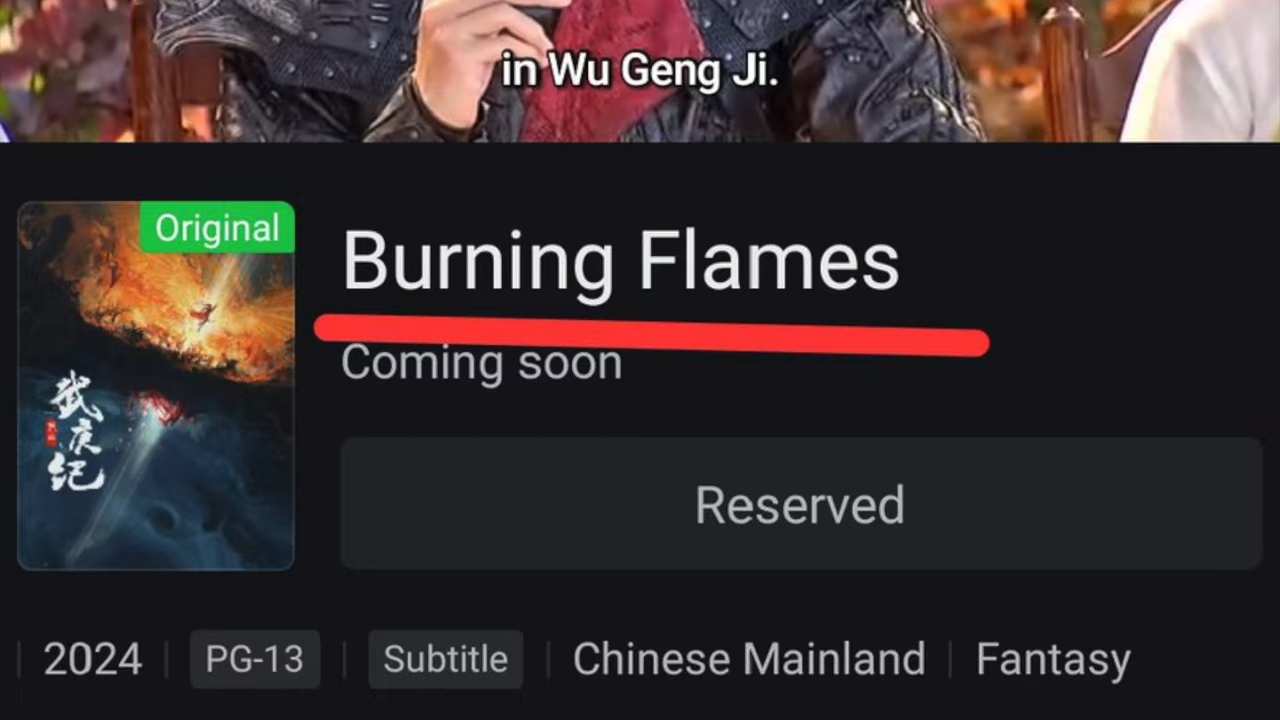 in Wu Geng Ji.
Original
Burning Flames
Coming soon
武庚纪
Reserved
2024
PG-13
Subtitle
Chinese Mainland
Fantasy